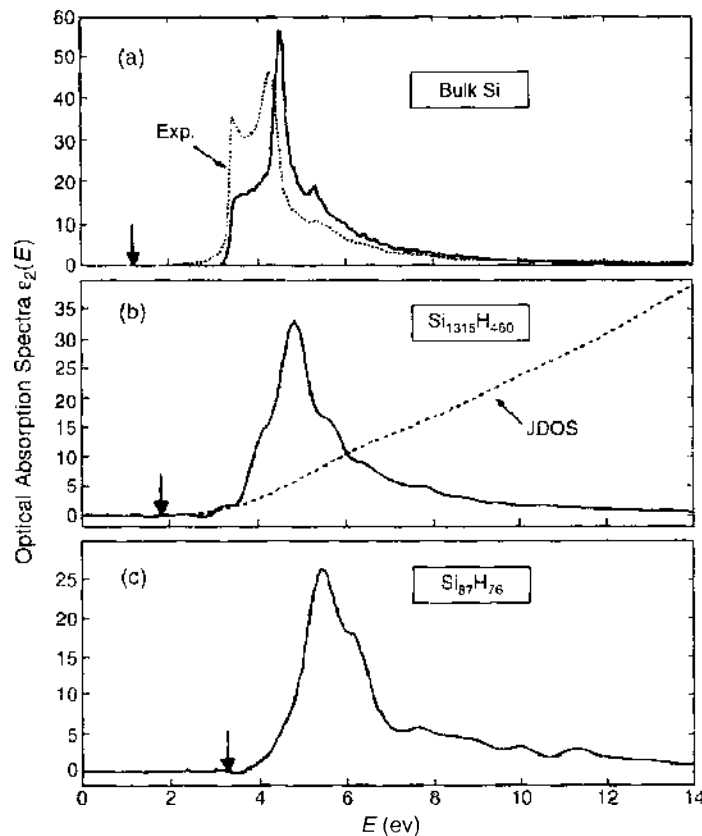 60
50
40
30
20
10
0
(a)
Exp.
Bulk Si
Optical Absorption Spectra ε₂(E)
35
30
25
20
15
10
5
0
(b)
Si₁₃₁₅H₄₆₀
JDOS
25
20
15
10
5
0
(c)
Si₈₇H₇₆
0 2 4 6 8 10 12 14
E (ev)